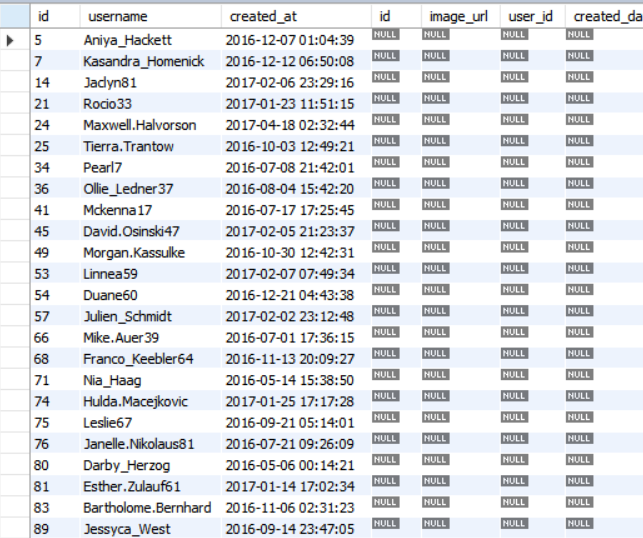 id username created_at id image_url user_id created_da
5 Aniya_Hackett 2016-12-07 01:04:39 NULL NULL NULL NULL
7 Kasandra_Homenick 2016-12-12 06:50:08 NULL NULL NULL NULL
14 Jaclyn81 2017-02-06 23:29:16 NULL NULL NULL NULL
21 Rocio33 2017-01-23 11:51:15 NULL NULL NULL NULL
24 Maxwell.Halvorson 2017-04-18 02:32:44 NULL NULL NULL NULL
25 Tierra.Trantow 2016-10-03 12:49:21 NULL NULL NULL NULL
34 Pearl7 2016-07-08 21:42:01 NULL NULL NULL NULL
36 Ollie_Ledner37 2016-08-04 15:42:20 NULL NULL NULL NULL
41 Mckenna17 2016-07-17 17:25:45 NULL NULL NULL NULL
45 David.Osinski47 2017-02-05 21:23:37 NULL NULL NULL NULL
49 Morgan.Kassulke 2016-10-30 12:42:31 NULL NULL NULL NULL
53 Linnea59 2017-02-07 07:49:34 NULL NULL NULL NULL
54 Duane60 2016-12-21 04:43:38 NULL NULL NULL NULL
57 Julien_Schmidt 2017-02-02 23:12:48 NULL NULL NULL NULL
66 Mike.Auer39 2016-07-01 17:36:15 NULL NULL NULL NULL
68 Franco_Keebler64 2016-11-13 20:09:27 NULL NULL NULL NULL
71 Nia_Haag 2016-05-14 15:38:50 NULL NULL NULL NULL
74 Hulda.Macejkovic 2017-01-25 17:17:28 NULL NULL NULL NULL
75 Leslie67 2016-09-21 05:14:01 NULL NULL NULL NULL
76 Janelle.Nikolaus81 2016-07-21 09:26:09 NULL NULL NULL NULL
80 Darby_Herzog 2016-05-06 00:14:21 NULL NULL NULL NULL
81 Esther.Zulauf61 2017-01-14 17:02:34 NULL NULL NULL NULL
83 Bartholome.Bernhard 2016-11-06 02:31:23 NULL NULL NULL NULL
89 Jessyca_West 2016-09-14 23:47:05 NULL NULL NULL NULL